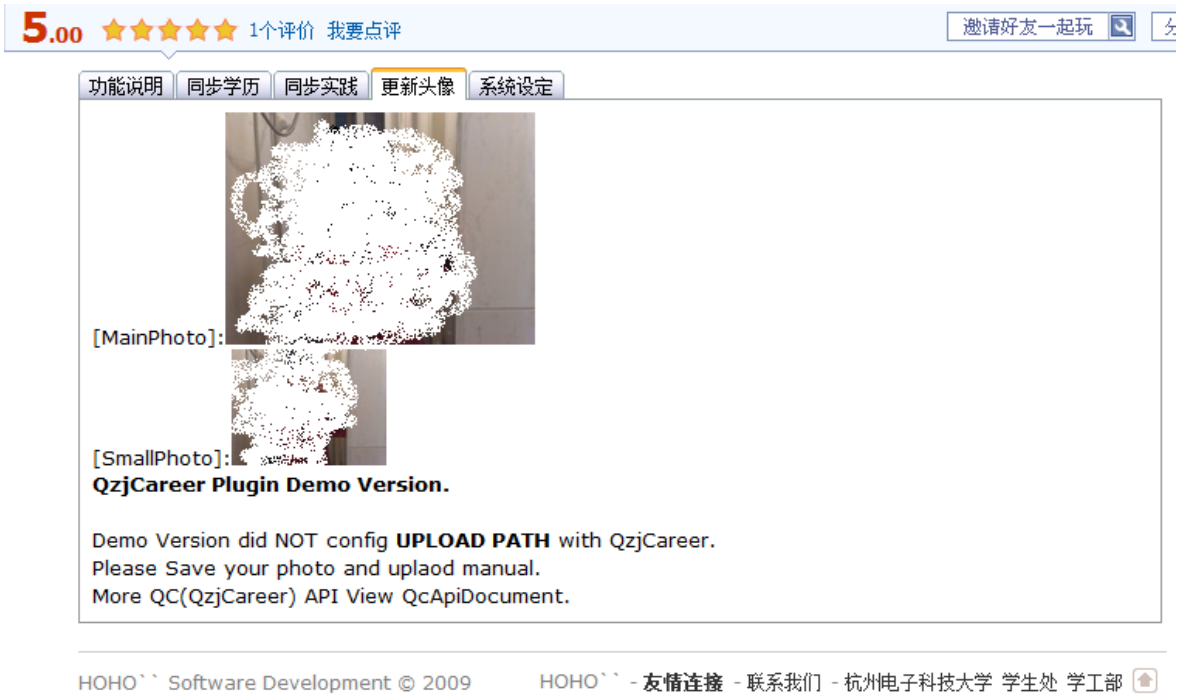 5.00 1个评价 我要点评 邀请好友一起玩
功能说明 同步学历 同步实践 更新头像 系统设定
[MainPhoto]:
[SmallPhoto]:
QzjCareer Plugin Demo Version.
Demo Version did NOT config UPLOAD PATH with QzjCareer.
Please Save your photo and uplaod manual.
More QC(QzjCareer) API View QcApiDocument.
HOHO`` Software Development © 2009 HOHO`` - 友情连接 - 联系我们 - 杭州电子科技大学 学生处 学工部